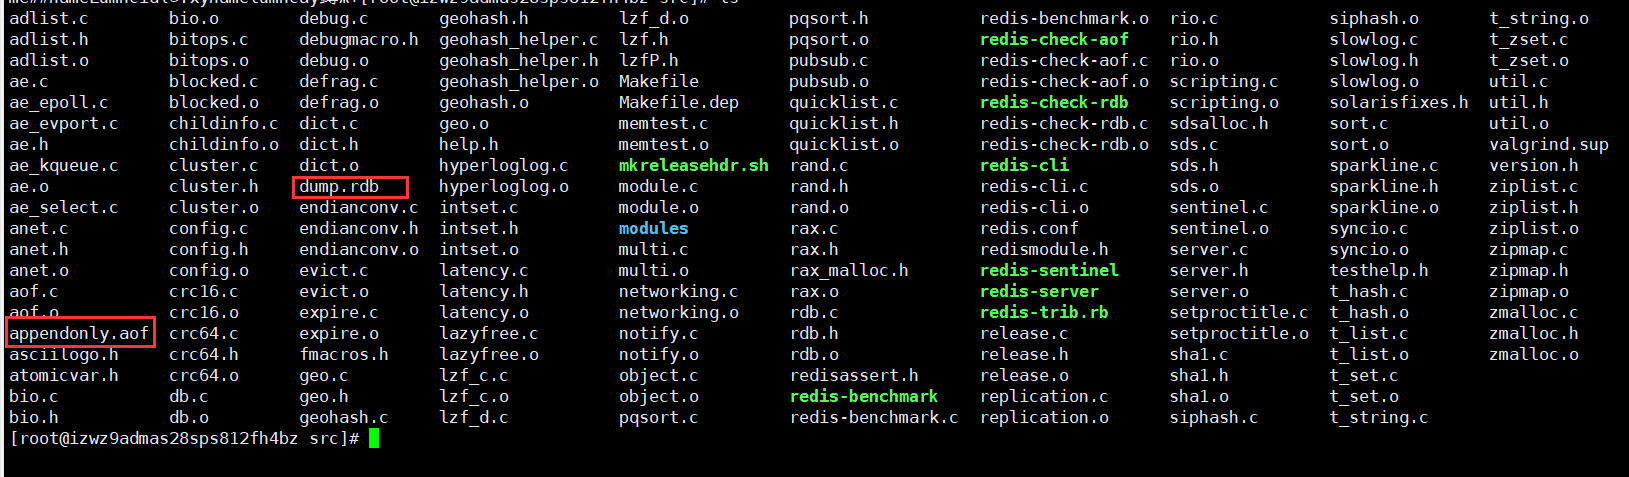 [root@izwz9admas28sps812fh4bz src]# ls
adlist.c bio.o debug.c geohash.h lzf_d.o pqsort.h redis-benchmark.o rio.c siphash.o t_string.o
adlist.h bitops.c debugmacro.h geohash_helper.c lzf.h pqsort.o redis-check-aof rio.h slowlog.c t_zset.c
adlist.o bitops.o debug.o geohash_helper.h lzfP.h pubsub.c redis-check-aof.c rio.o slowlog.h t_zset.o
ae.c blocked.c defrag.c geohash_helper.o Makefile pubsub.o redis-check-aof.o scripting.c slowlog.o util.c
ae_epoll.c blocked.o defrag.o geohash.o Makefile.dep quicklist.c redis-check-rdb scripting.o solarisfixes.h util.h
ae_evport.c childinfo.c dict.c geo.o memtest.c quicklist.h redis-check-rdb.c sdsalloc.h sort.c util.o
ae.h childinfo.o dict.h help.h memtest.o quicklist.o redis-check-rdb.o sds.c sort.o valgrind.sup
ae_kqueue.c cluster.c dict.o hyperloglog.c mkreleasehdr.sh rand.c redis-cli sds.h sparkline.c version.h
ae.o cluster.h dump.rdb hyperloglog.o module.c rand.h redis-cli.c sds.o sparkline.h ziplist.c
ae_select.c cluster.o endianconv.c intset.c module.o rand.o redis-cli.o sentinel.c sparkline.o ziplist.h
anet.c config.c endianconv.h intset.h modules rax.c redis.conf sentinel.o syncio.c ziplist.o
anet.h config.h endianconv.o intset.o multi.c rax.h redismodule.h server.c syncio.o zipmap.c
anet.o config.o evict.c latency.c multi.o rax_malloc.h redis-sentinel server.h testhelp.h zipmap.h
aof.c crc16.c evict.o latency.h networking.c rax.o redis-server server.o t_hash.c zipmap.o
aof.o crc16.o expire.c latency.o networking.o rdb.c redis-trib.rb setproctitle.c t_hash.o zmalloc.c
appendonly.aof crc64.c expire.o lazyfree.c notify.c rdb.h release.c setproctitle.o t_list.c zmalloc.h
asciilogo.h crc64.h fmacros.h lazyfree.o notify.o rdb.o release.h sha1.c t_list.o zmalloc.o
atomicvar.h crc64.o geo.c lzf_c.c object.c redisassert.h release.o sha1.h t_set.c
bio.c db.c geo.h lzf_c.o object.o redis-benchmark replication.c sha1.o t_set.o
bio.h db.o geohash.c lzf_d.c pqsort.c redis-benchmark.c replication.o siphash.c t_string.c
[root@izwz9admas28sps812fh4bz src]#